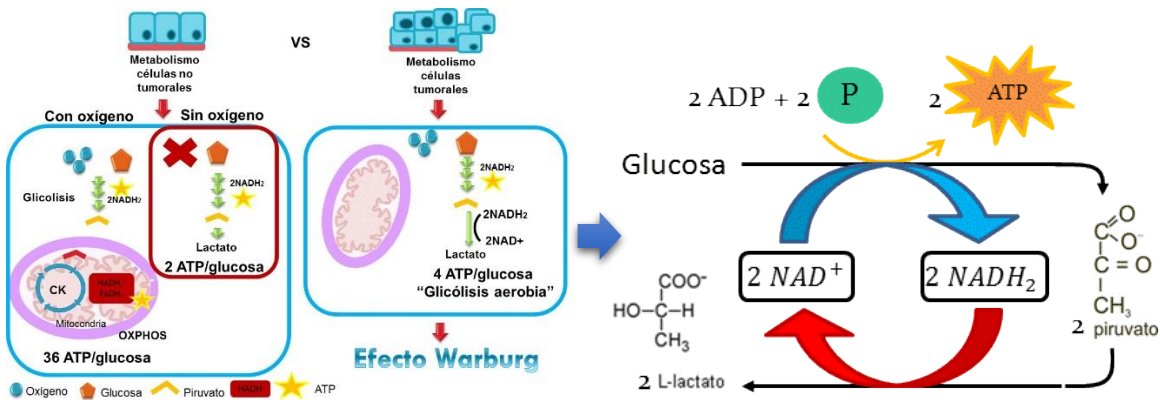 VS
Metabolismo
células no
tumorales
Metabolismo
células
tumorales
Con oxígeno
Sin oxígeno
Glicolisis
2NADH₂
2NADH₂
Lactato
2 ATP/glucosa
CK
NADH
FADH₂
Mitocondria
OXPHOS
36 ATP/glucosa
2NADH₂
2NADH₂
2NAD+
Lactato
4 ATP/glucosa
“Glicólisis aerobia”
Efecto Warburg
Oxígeno
Glucosa
Piruvato
NADH
ATP
2 ADP + 2
P
2
ATP
Glucosa
2 NAD⁺
2 NADH₂
C
O
O⁻
C = O
CH₃
2 piruvato
COO⁻
HO-C-H
CH₃
2 L-lactato